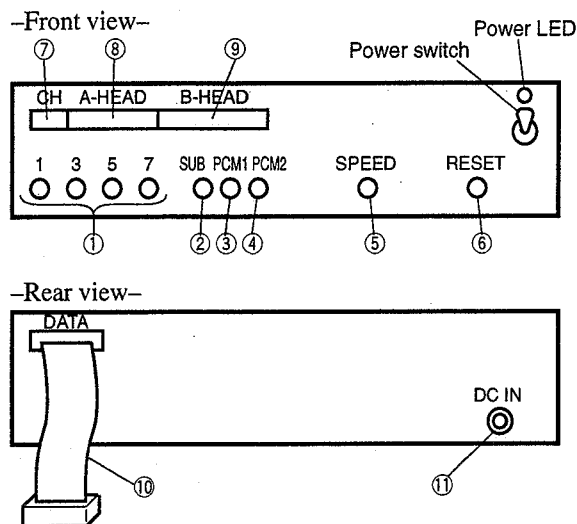 –Front view–
⑦ ⑧ ⑨
Power LED
Power switch
CH A-HEAD B-HEAD
1 3 5 7 SUB PCM1 PCM2 SPEED RESET
① ② ③ ④ ⑤ ⑥
–Rear view–
DATA
DC IN
⑩ ⑪